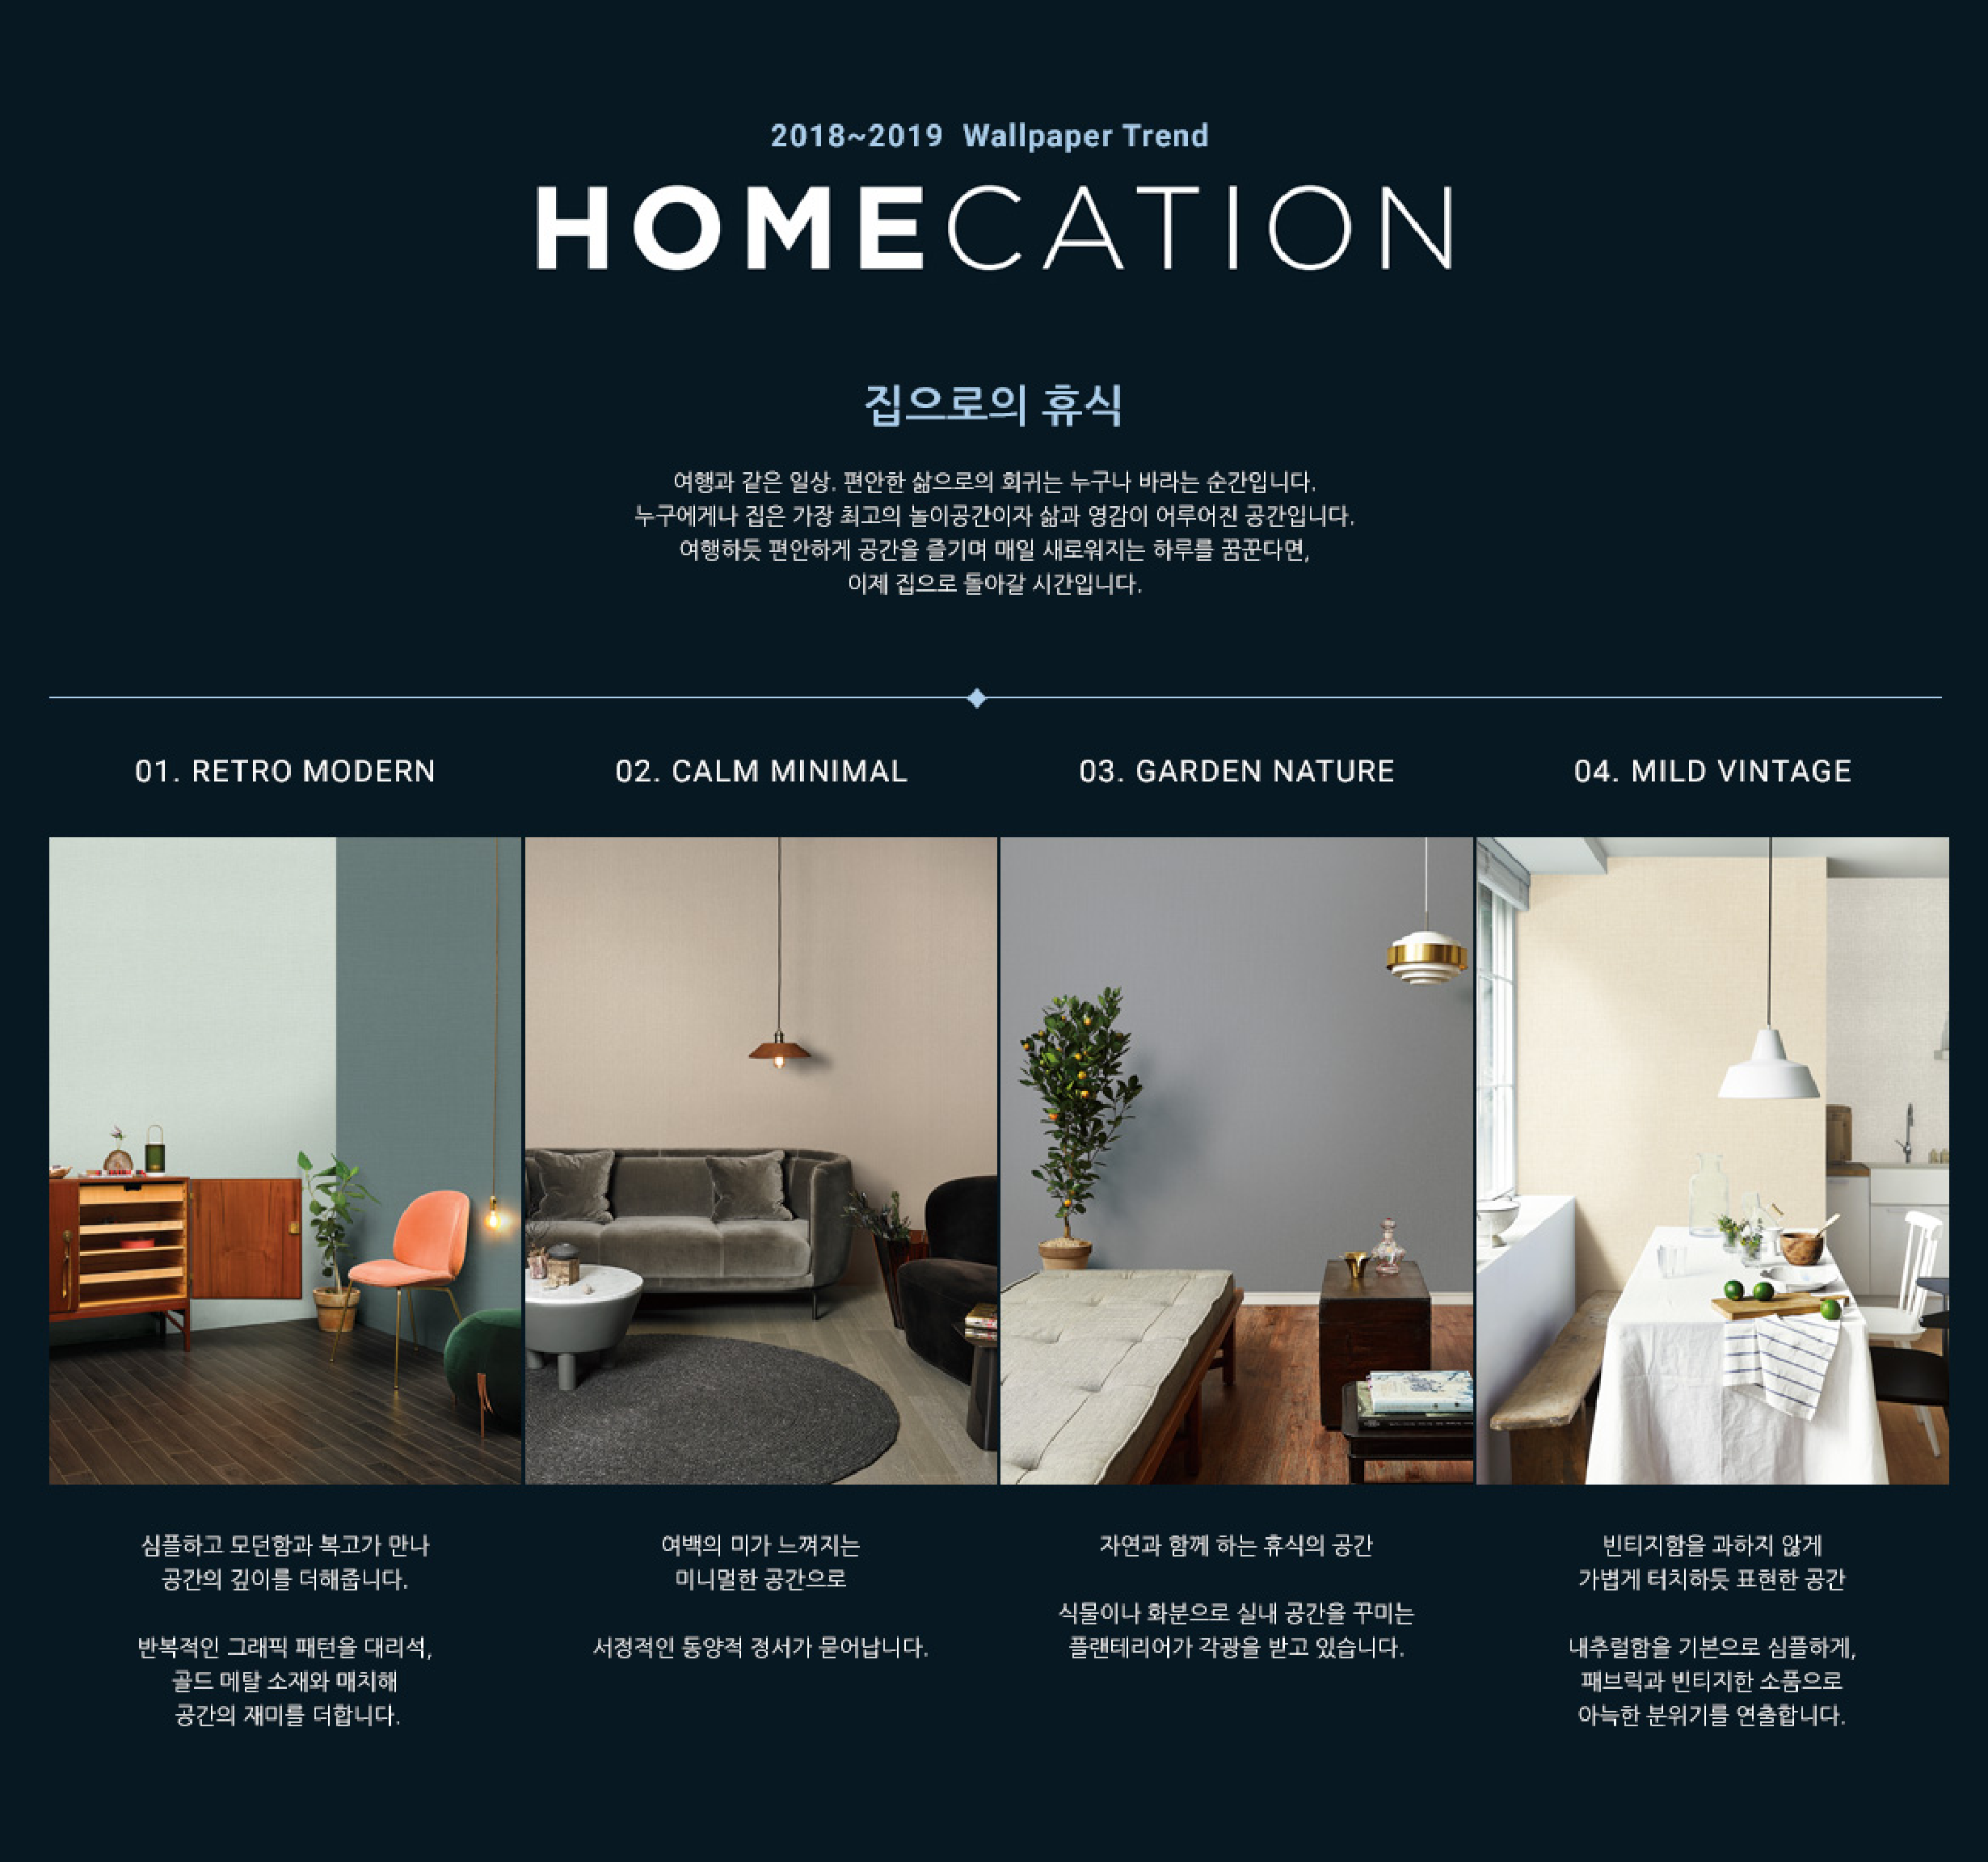 2018~2019 Wallpaper Trend
HOMECATION
집으로의 휴식
여행과 같은 일상. 편안한 삶으로의 회귀는 누구나 바라는 순간입니다.
누구에게나 집은 가장 최고의 놀이공간이자 삶과 영감이 어루어진 공간입니다.
여행하듯 편안하게 공간을 즐기며 매일 새로워지는 하루를 꿈꾼다면,
이제 집으로 돌아갈 시간입니다.
01. RETRO MODERN
02. CALM MINIMAL
03. GARDEN NATURE
04. MILD VINTAGE
심플하고 모던함과 복고가 만나
공간의 깊이를 더해줍니다.
반복적인 그래픽 패턴을 대리석,
골드 메탈 소재와 매치해
공간의 재미를 더합니다.
여백의 미가 느껴지는
미니멀한 공간으로
서정적인 동양적 정서가 묻어납니다.
자연과 함께 하는 휴식의 공간
식물이나 화분으로 실내 공간을 꾸미는
플랜테리어가 각광을 받고 있습니다.
빈티지함을 과하지 않게
가볍게 터치하듯 표현한 공간
내추럴함을 기본으로 심플하게,
패브릭과 빈티지한 소품으로
아늑한 분위기를 연출합니다.